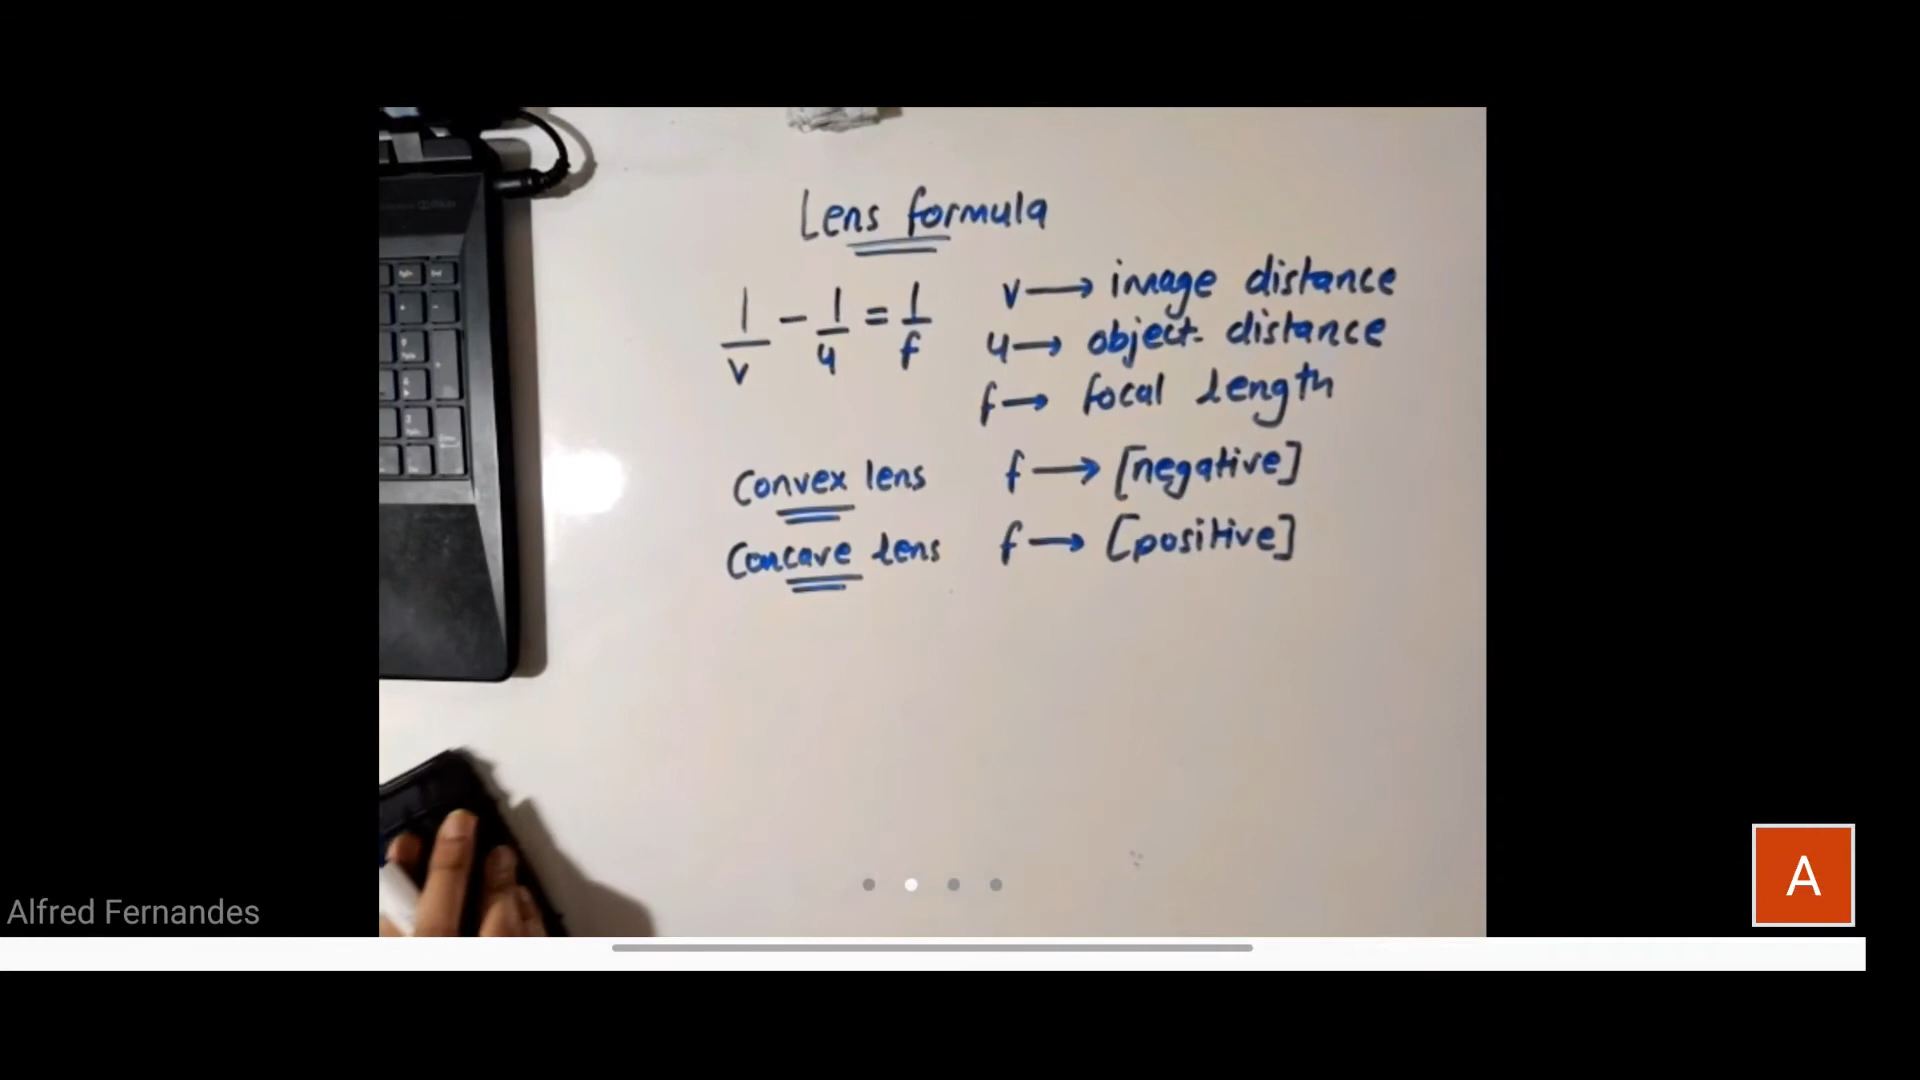 Lens formula
1/v - 1/u = 1/f
v → image distance
u → object distance
f → focal length
Convex lens f → [negative]
Concave lens f → [positive]
Alfred Fernandes
A